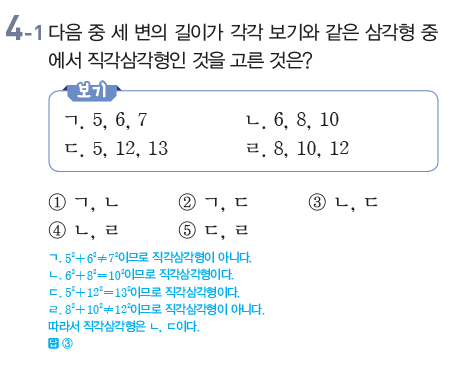 4-1 다음 중 세 변의 길이가 각각 보기와 같은 삼각형 중
에서 직각삼각형인 것을 고른 것은?
보기
ㄱ. 5, 6, 7 ㄴ. 6, 8, 10
ㄷ. 5, 12, 13 ㄹ. 8, 10, 12
① ㄱ, ㄴ ② ㄱ, ㄷ ③ ㄴ, ㄷ
④ ㄴ, ㄹ ⑤ ㄷ, ㄹ
ㄱ. 5²+6²≠7²이므로 직각삼각형이 아니다.
ㄴ. 6²+8²=10²이므로 직각삼각형이다.
ㄷ. 5²+12²=13²이므로 직각삼각형이다.
ㄹ. 8²+10²≠12²이므로 직각삼각형이 아니다.
따라서 직각삼각형은 ㄴ, ㄷ이다.
답 ③